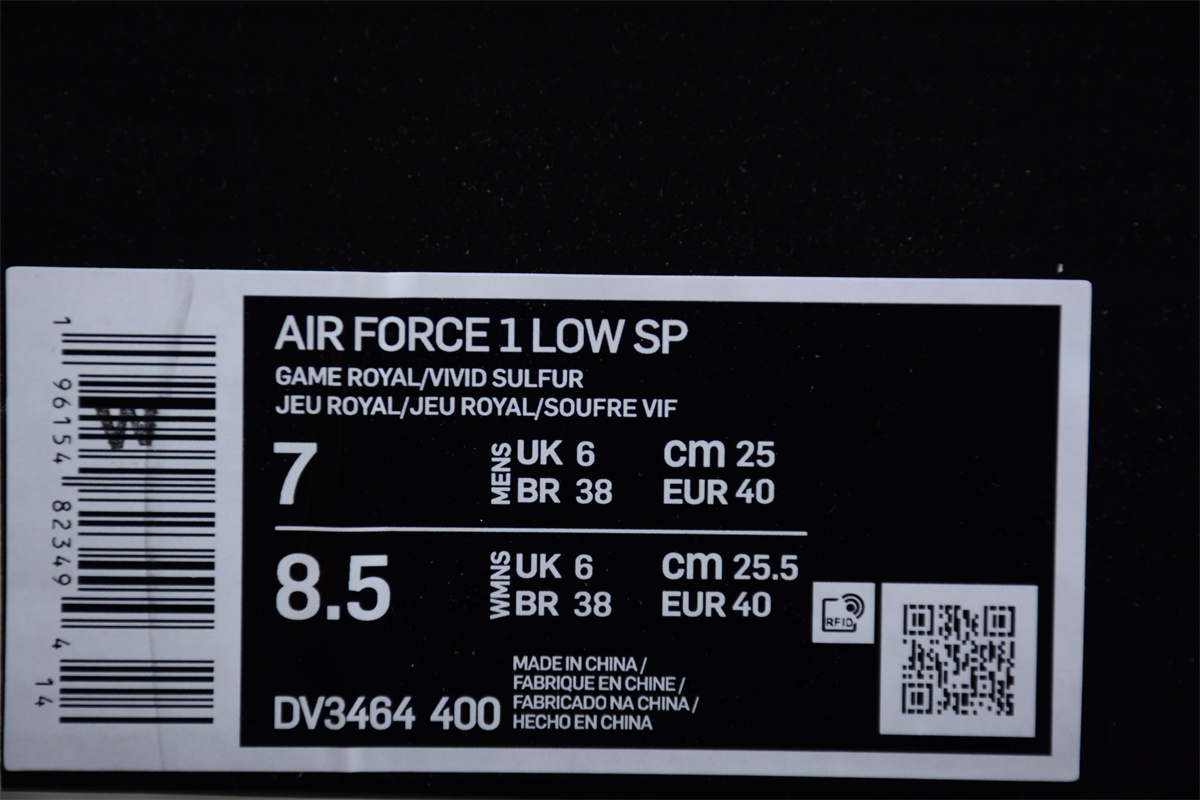 1 96154 82349 4 14
W
AIR FORCE 1 LOW SP
GAME ROYAL/VIVID SULFUR
JEU ROYAL/JEU ROYAL/SOUFRE VIF
7 MENS UK 6 cm 25
BR 38 EUR 40
8.5 WMNS UK 6 cm 25.5
BR 38 EUR 40
RFID
MADE IN CHINA /
FABRIQUE EN CHINE /
FABRICADO NA CHINA /
HECHO EN CHINA
DV3464 400